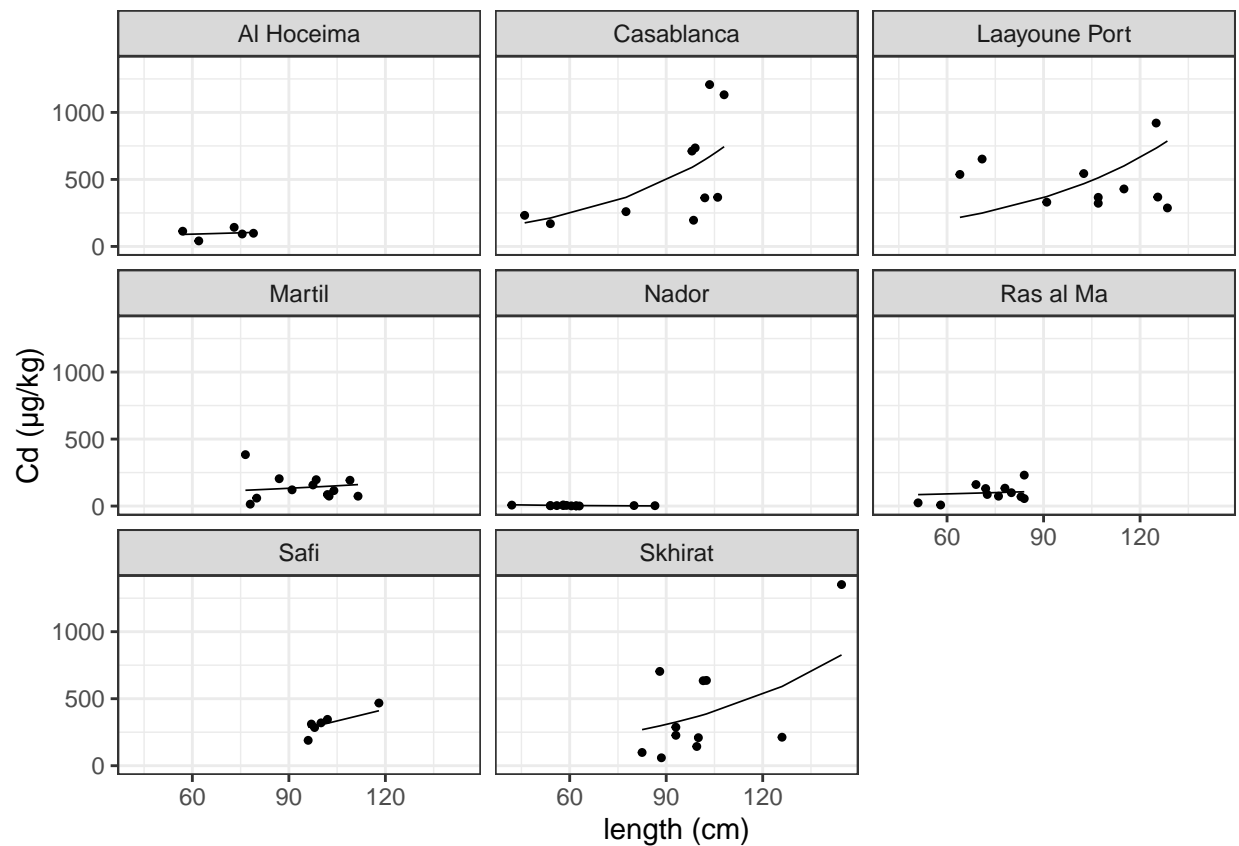 Al Hoceima
Casablanca
Laayoune Port
1000
500
0
Martil
Nador
Ras al Ma
1000
500
0
60 90 120
Safi
Skhirat
1000
500
0
60 90 120
60 90 120
length (cm)
Cd (µg/kg)